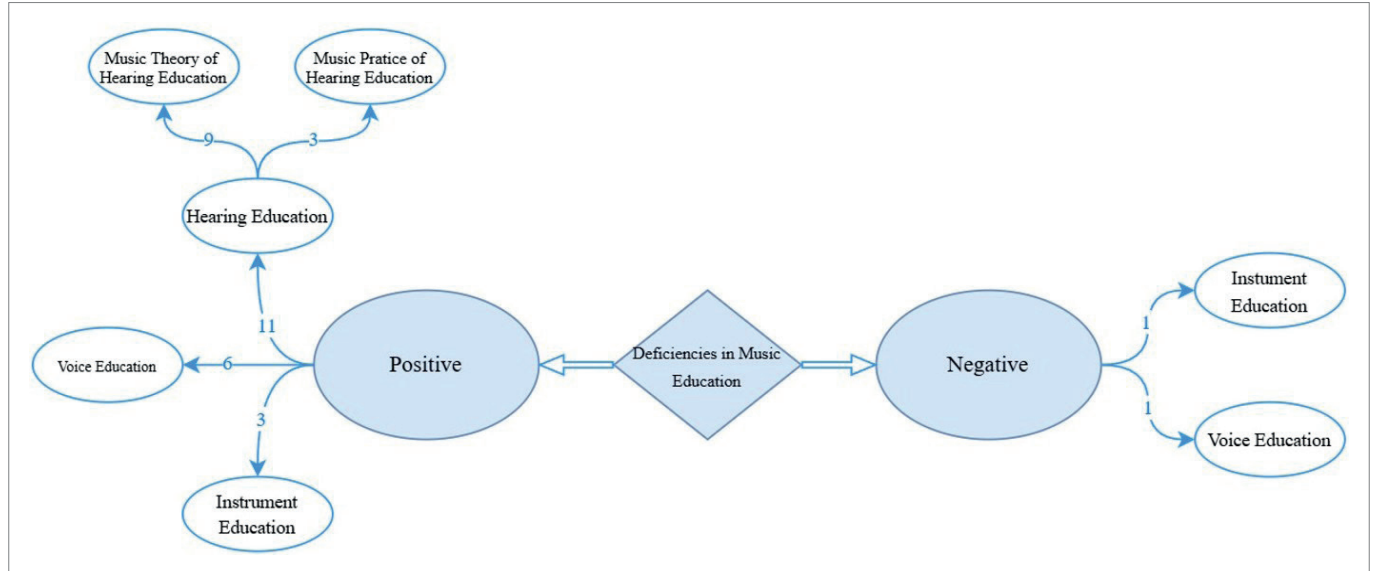 Music Theory of
Hearing Education
Music Pratice of
Hearing Education
9
3
Hearing Education
11
Voice Education
6
3
Instrument
Education
Positive
Deficiencies in Music
Education
Negative
1
Instument
Education
1
Voice Education